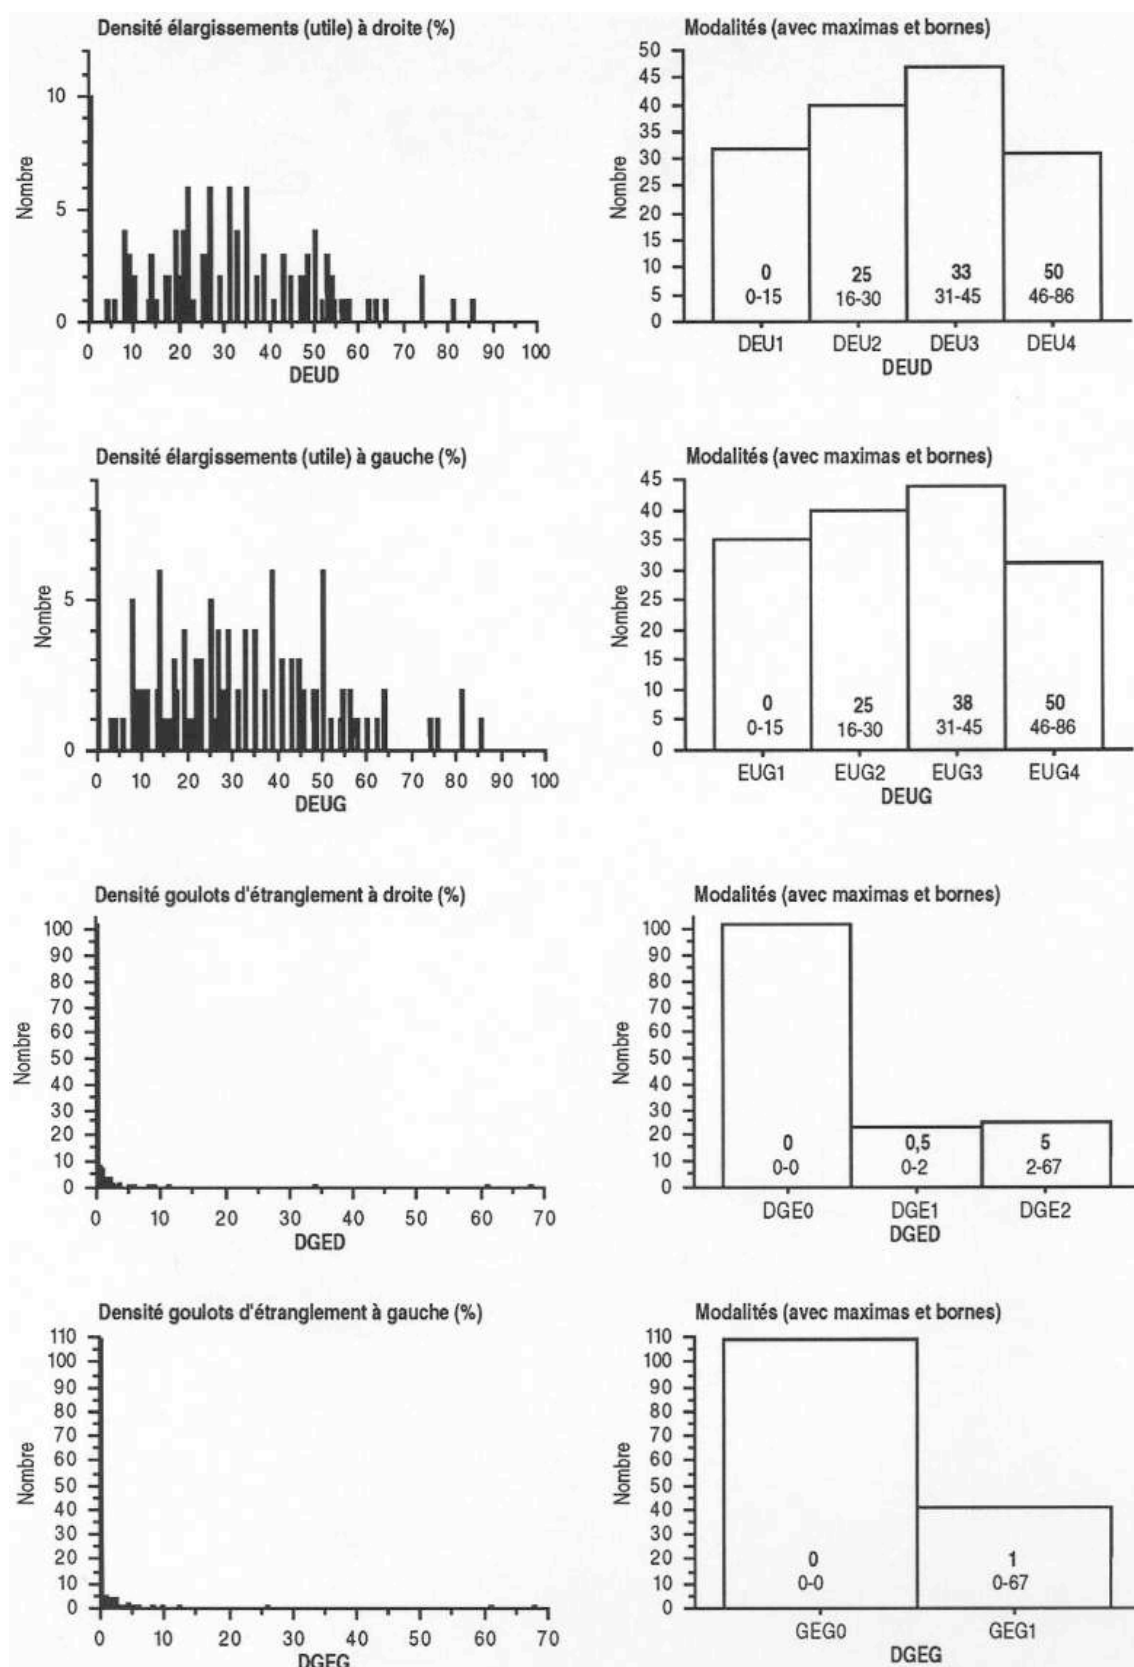 Densité élargissements (utile) à droite (%)
10
5
0
Nombre
0 10 20 30 40 50 60 70 80 90 100
DEUD
Modalités (avec maximas et bornes)
50
45
40
35
30
25
20
15
10
5
0
Nombre
0 25 33 50
0-15 16-30 31-45 46-86
DEU1 DEU2 DEU3 DEU4
DEUD
Densité élargissements (utile) à gauche (%)
5
0
Nombre
0 10 20 30 40 50 60 70 80 90 100
DEUG
Modalités (avec maximas et bornes)
45
40
35
30
25
20
15
10
5
0
Nombre
0 25 38 50
0-15 16-30 31-45 46-86
EUG1 EUG2 EUG3 EUG4
DEUG
Densité goulots d'étranglement à droite (%)
100
90
80
70
60
50
40
30
20
10
0
Nombre
0 10 20 30 40 50 60 70
DGED
Modalités (avec maximas et bornes)
100
90
80
70
60
50
40
30
20
10
0
Nombre
0 0,5 5
0-0 0-2 2-67
DGE0 DGE1 DGE2
DGED
Densité goulots d'étranglement à gauche (%)
110
100
90
80
70
60
50
40
30
20
10
0
Nombre
0 10 20 30 40 50 60 70
DGEG
Modalités (avec maximas et bornes)
110
100
90
80
70
60
50
40
30
20
10
0
Nombre
0 1
0-0 0-67
GEG0 GEG1
DGEG